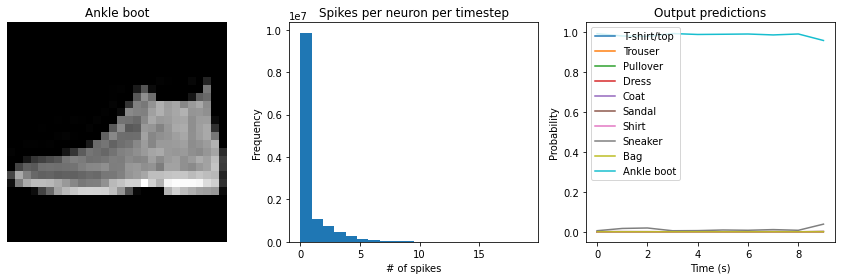 Ankle boot
Spikes per neuron per timestep
1e7
1.0
0.8
0.6
0.4
0.2
0.0
Frequency
0
5
10
15
# of spikes
Output predictions
1.0
0.8
0.6
0.4
0.2
0.0
Probability
T-shirt/top
Trouser
Pullover
Dress
Coat
Sandal
Shirt
Sneaker
Bag
Ankle boot
0
2
4
6
8
Time (s)